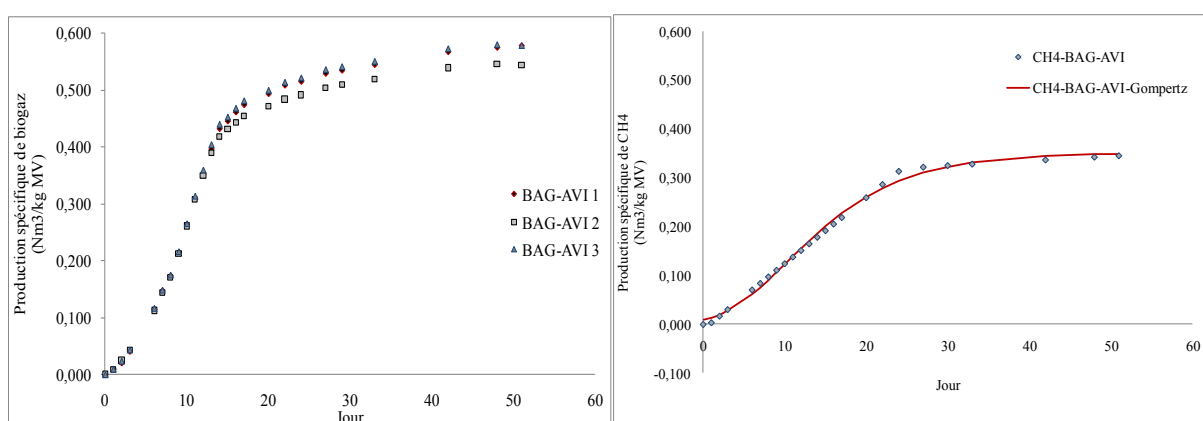 Production spécifique de biogaz
(Nm3/kg MV)
0,600
0,500
0,400
0,300
0,200
0,100
0,000
0
10
20
30
40
50
60
Jour
BAG-AVI 1
BAG-AVI 2
BAG-AVI 3
Production spécifique de CH4
(Nm3/kg MV)
0,600
0,500
0,400
0,300
0,200
0,100
0,000
-0,100
0
10
20
30
40
50
60
Jour
CH4-BAG-AVI
CH4-BAG-AVI-Gompertz